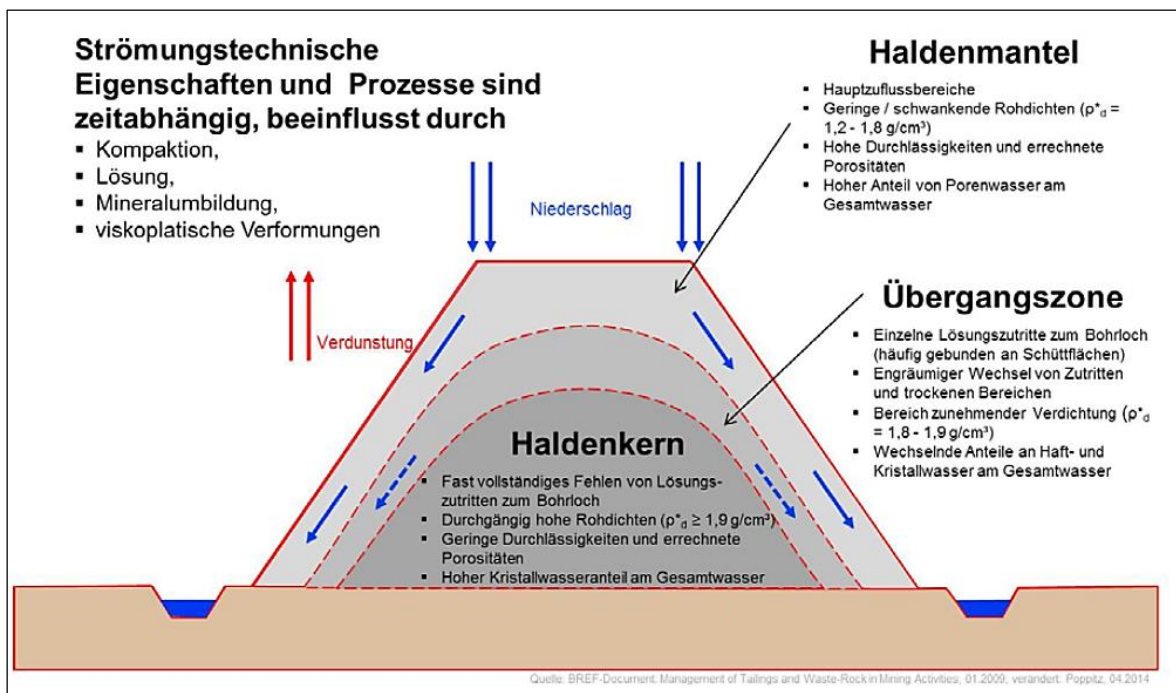 Strömungstechnische
Eigenschaften und Prozesse sind
zeitabhängig, beeinflusst durch
▪ Kompaktion,
▪ Lösung,
▪ Mineralumbildung,
▪ viskoplatische Verformungen
Niederschlag
Verdunstung
Haldenmantel
▪ Hauptzuflussbereiche
▪ Geringe / schwankende Rohdichten (ρ*d =
1,2 - 1,8 g/cm³)
▪ Hohe Durchlässigkeiten und errechnete
Porositäten
▪ Hoher Anteil von Porenwasser am
Gesamtwasser
Übergangszone
▪ Einzelne Lösungszutritte zum Bohrloch
(häufig gebunden an Schüttflächen)
▪ Engräumiger Wechsel von Zutritten
und trockenen Bereichen
▪ Bereich zunehmender Verdichtung (ρ*d
= 1,8 - 1,9 g/cm³)
▪ Wechselnde Anteile an Haft- und
Kristallwasser am Gesamtwasser
Haldenkern
▪ Fast vollständiges Fehlen von Lösungs-
zutritten zum Bohrloch
▪ Durchgängig hohe Rohdichten (ρ*d ≥ 1,9 g/cm³)
▪ Geringe Durchlässigkeiten und errechnete
Porositäten
▪ Hoher Kristallwasseranteil am Gesamtwasser
Quelle: BREF-Document: Management of Tailings and Waste-Rock in Mining Activities, 01.2009, verändert: Poppitz, 04.2014